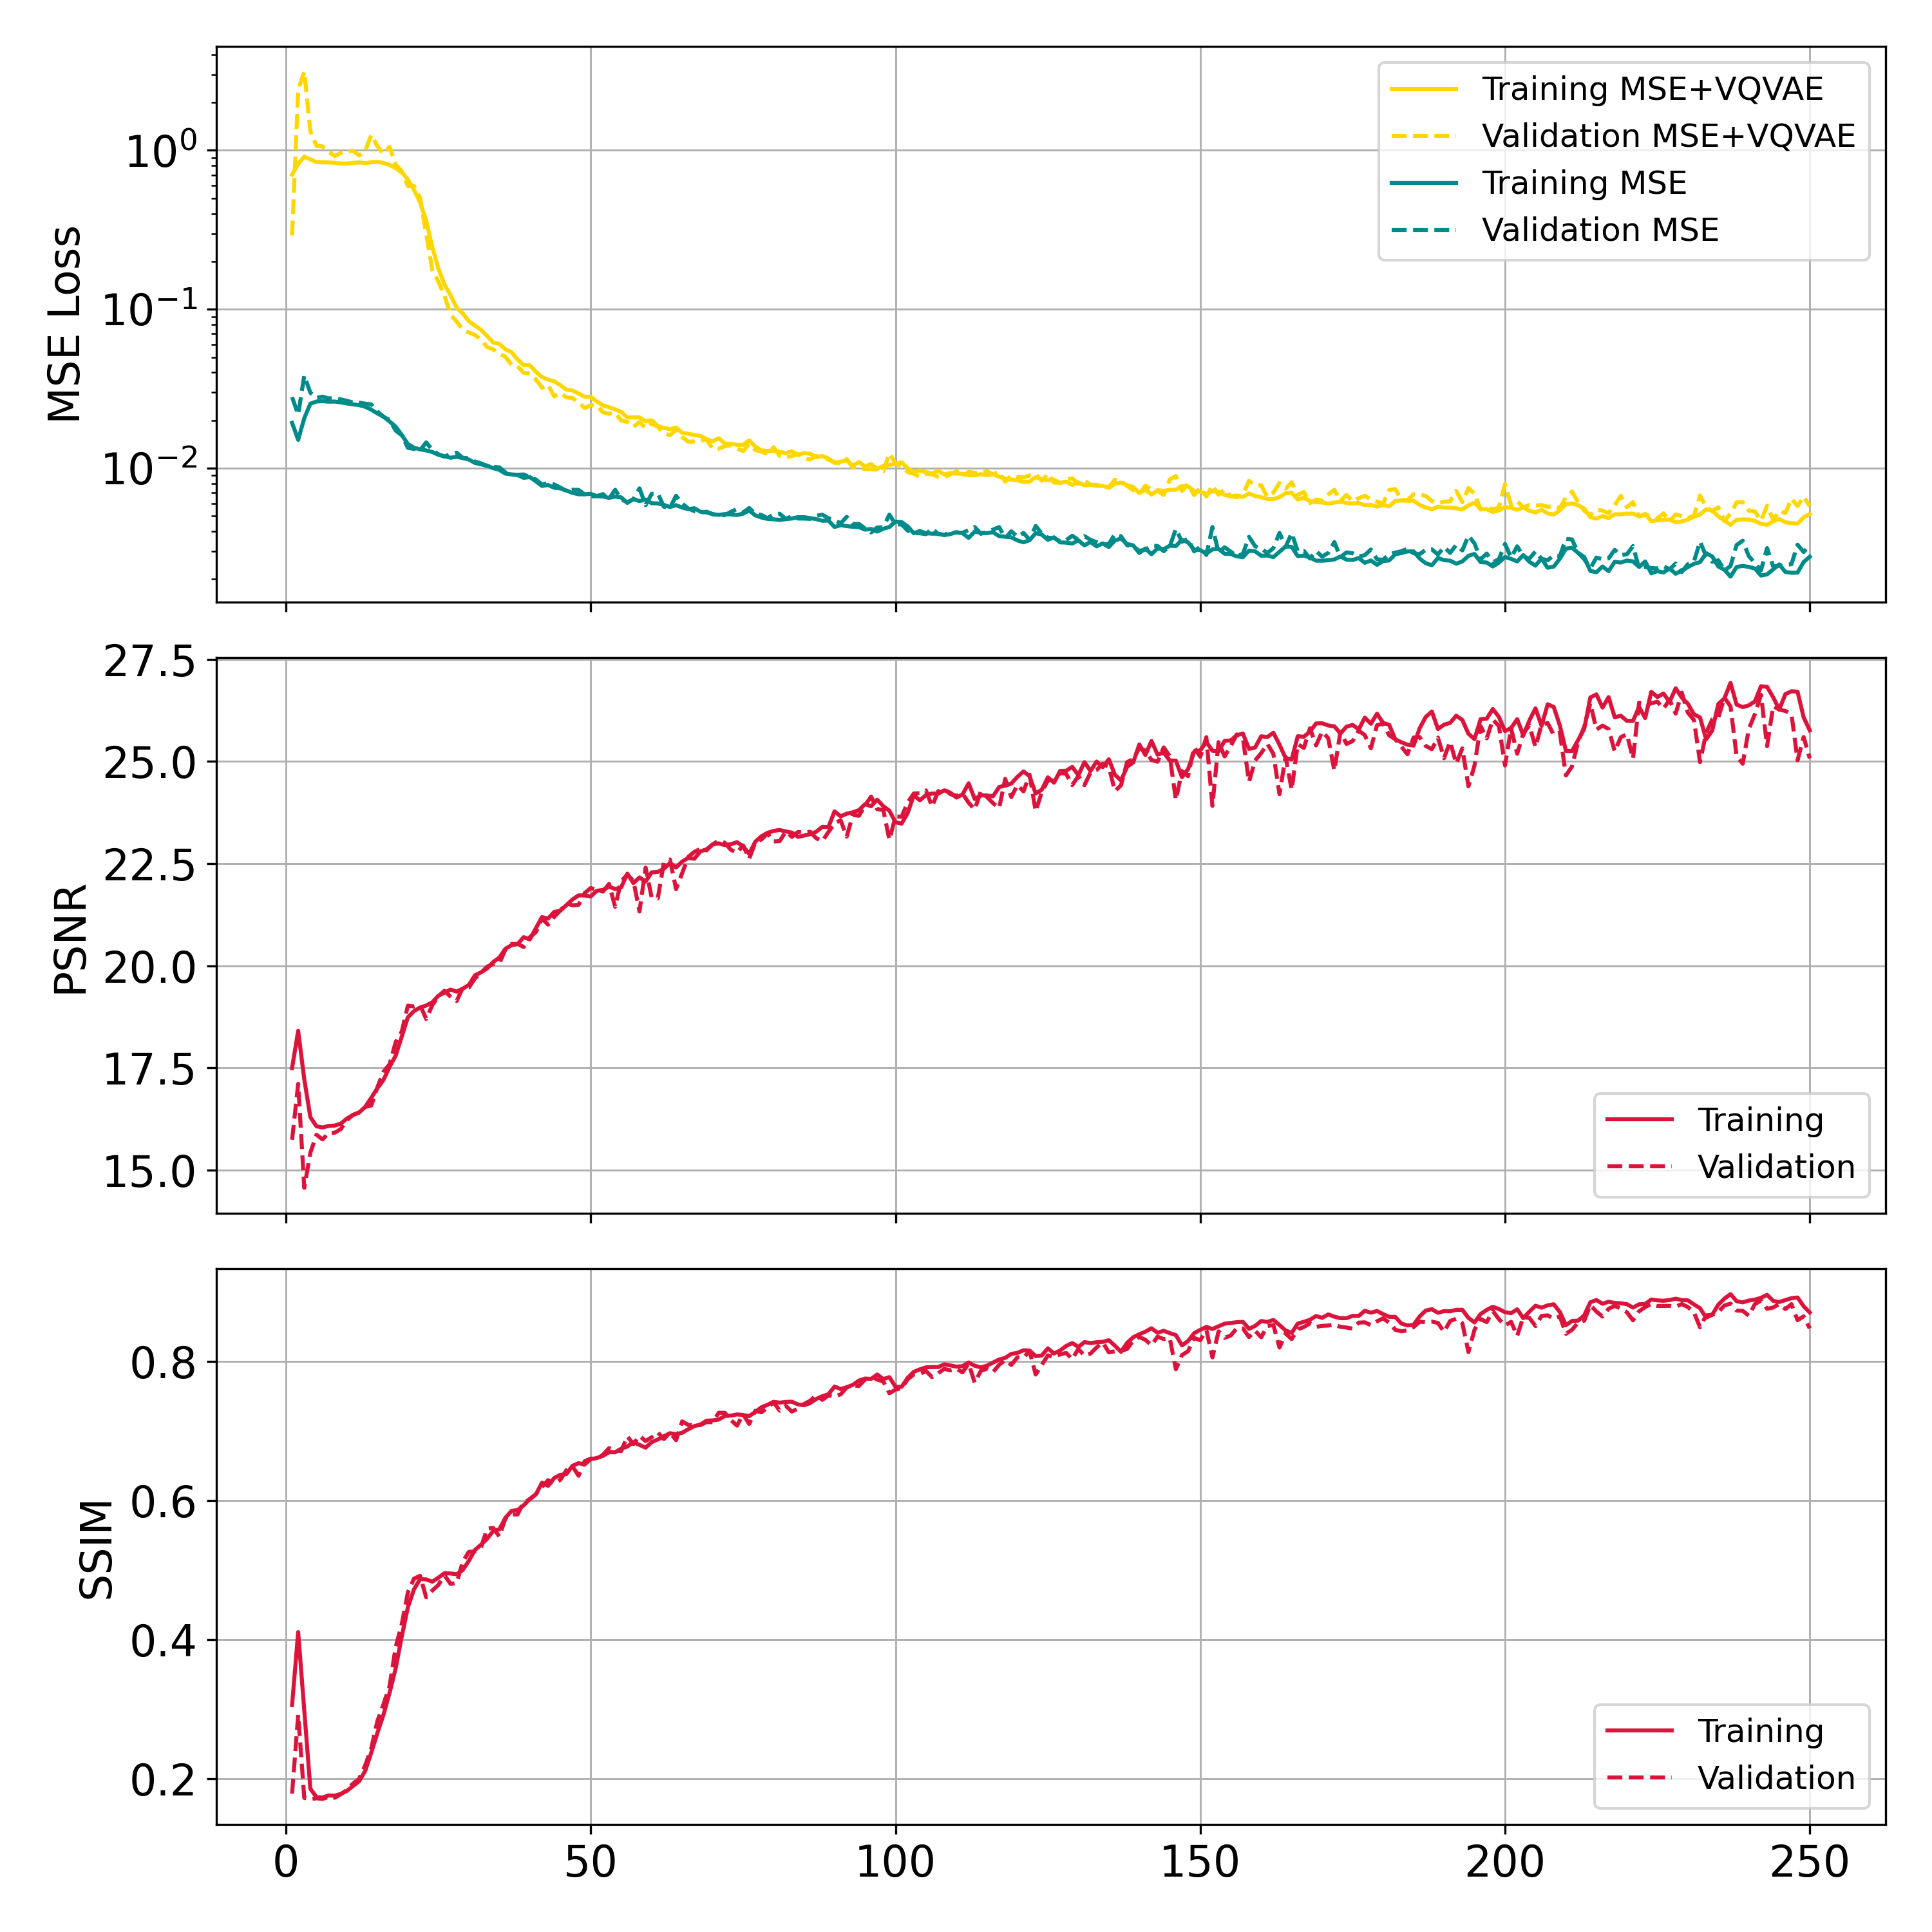 MSE Loss
10⁰
10⁻¹
10⁻²
Training MSE+VQVAE
Validation MSE+VQVAE
Training MSE
Validation MSE
PSNR
27.5
25.0
22.5
20.0
17.5
15.0
Training
Validation
SSIM
0.8
0.6
0.4
0.2
Training
Validation
0 50 100 150 200 250